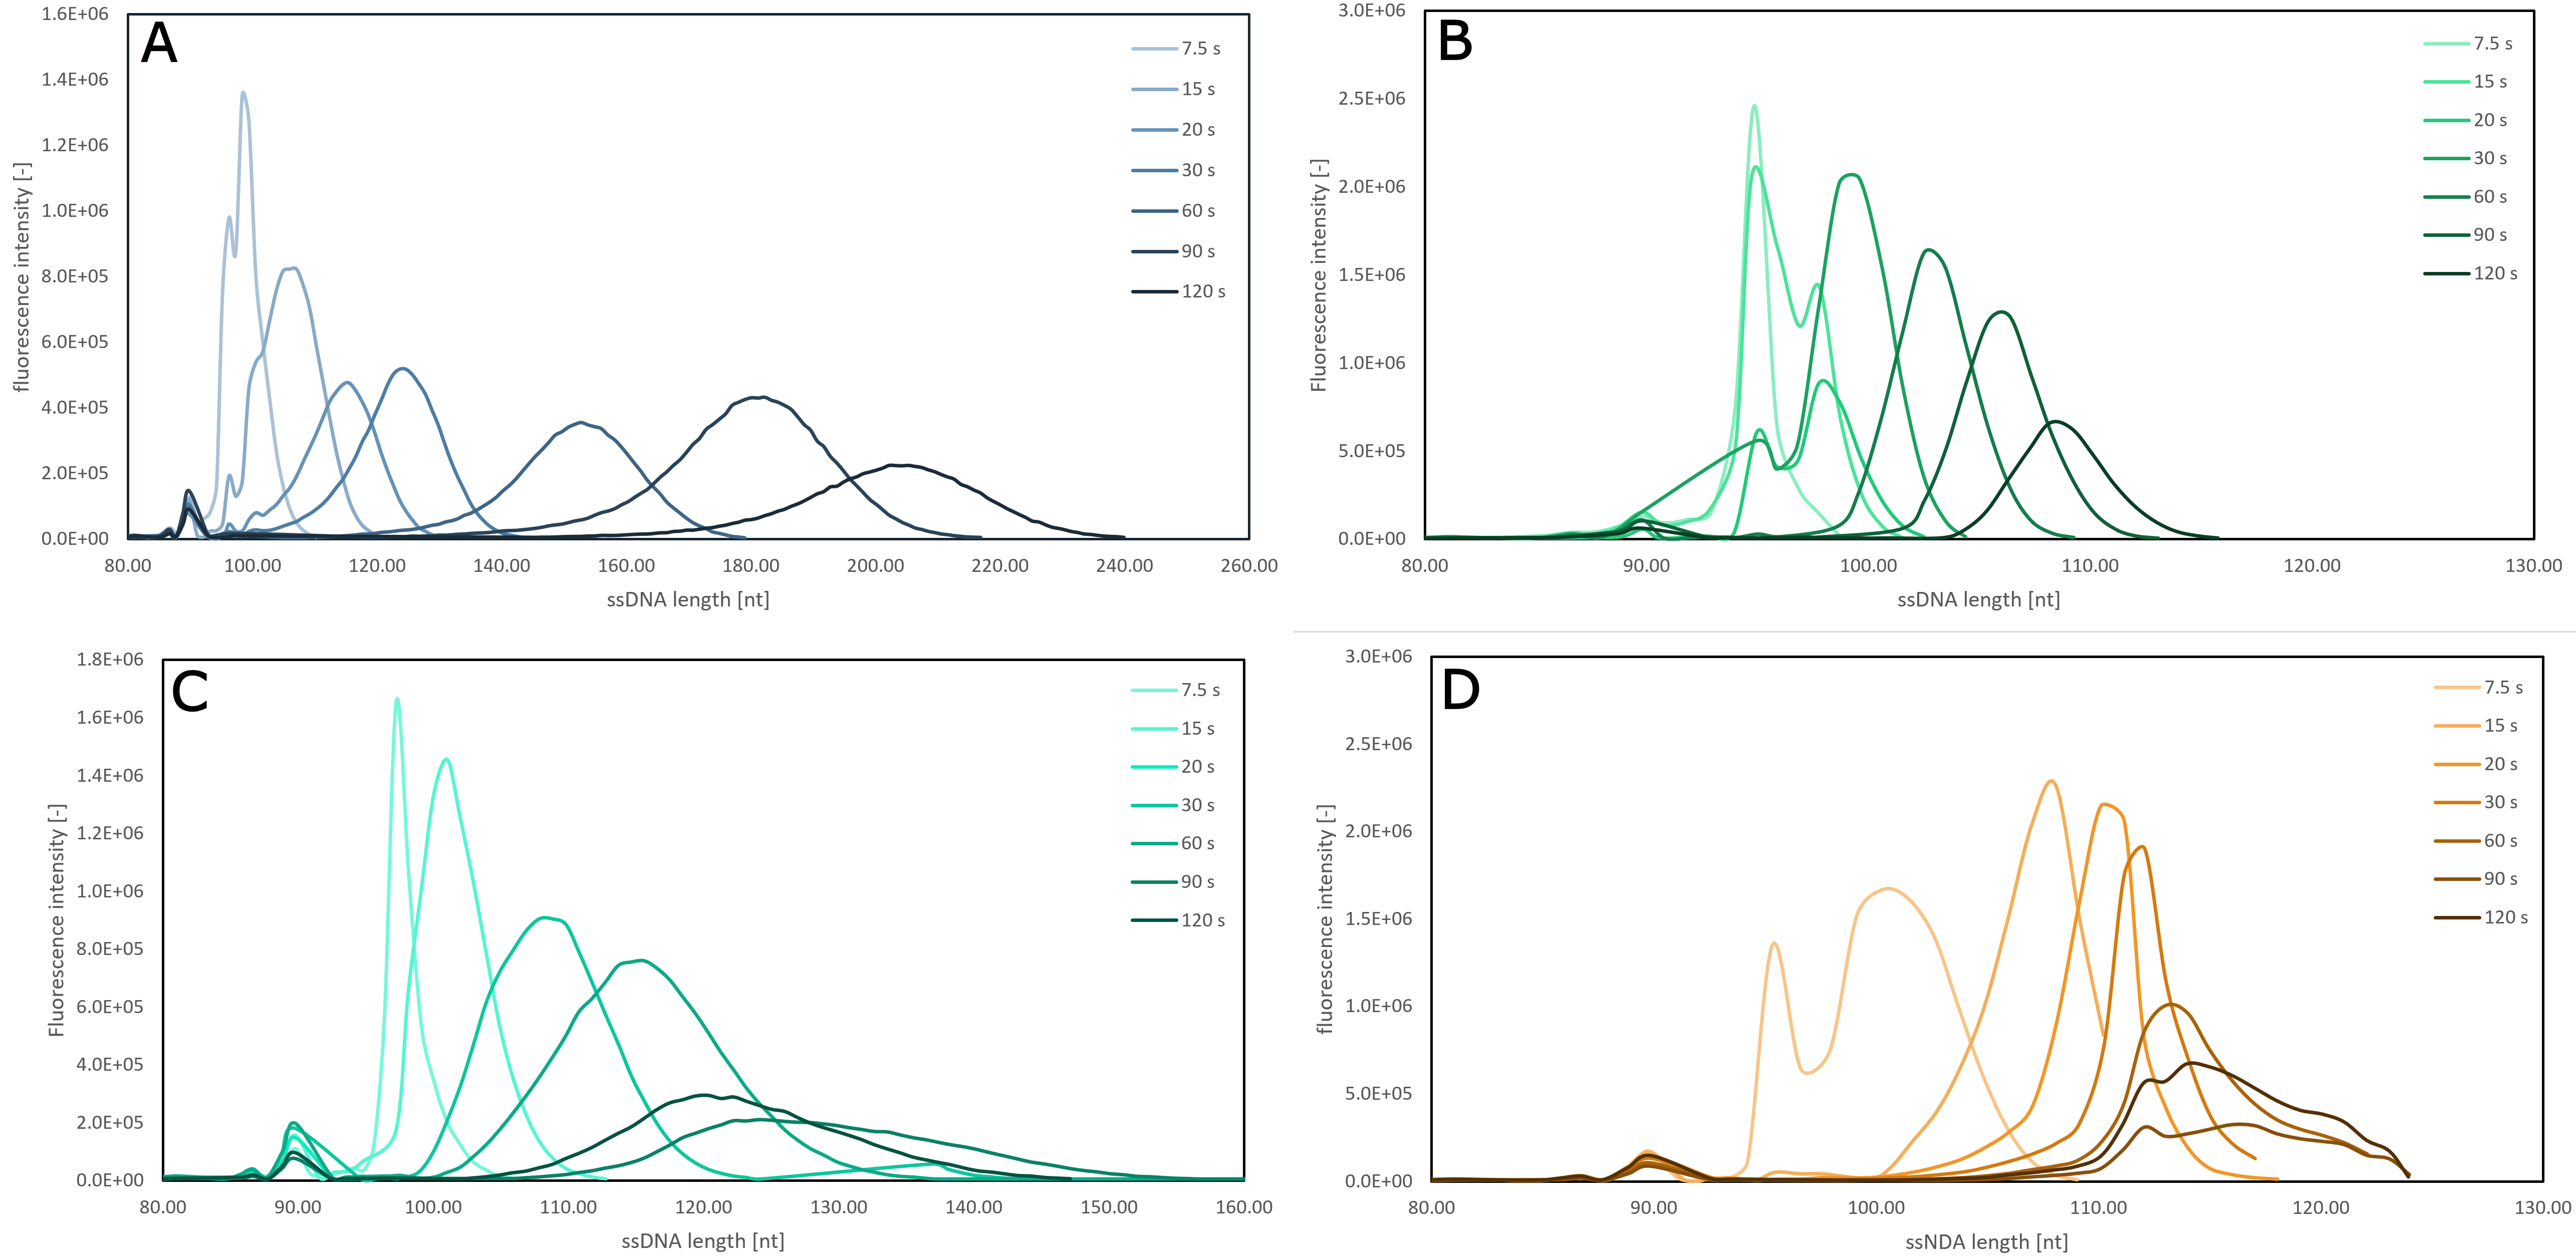 A
1.6E+06
1.4E+06
1.2E+06
1.0E+06
8.0E+05
6.0E+05
4.0E+05
2.0E+05
0.0E+00
fluorescence intensity [-]
7.5 s
15 s
20 s
30 s
60 s
90 s
120 s
80.00 100.00 120.00 140.00 160.00 180.00 200.00 220.00 240.00 260.00
ssDNA length [nt]
B
3.0E+06
2.5E+06
2.0E+06
1.5E+06
1.0E+06
5.0E+05
0.0E+00
Fluorescence intensity [-]
7.5 s
15 s
20 s
30 s
60 s
90 s
120 s
80.00 90.00 100.00 110.00 120.00 130.00
ssDNA length [nt]
C
1.8E+06
1.6E+06
1.4E+06
1.2E+06
1.0E+06
8.0E+05
6.0E+05
4.0E+05
2.0E+05
0.0E+00
Fluorescence intensity [-]
7.5 s
15 s
20 s
30 s
60 s
90 s
120 s
80.00 90.00 100.00 110.00 120.00 130.00 140.00 150.00 160.00
ssDNA length [nt]
D
3.0E+06
2.5E+06
2.0E+06
1.5E+06
1.0E+06
5.0E+05
0.0E+00
fluorescence intensity [-]
7.5 s
15 s
20 s
30 s
60 s
90 s
120 s
80.00 90.00 100.00 110.00 120.00 130.00
ssNDA length [nt]